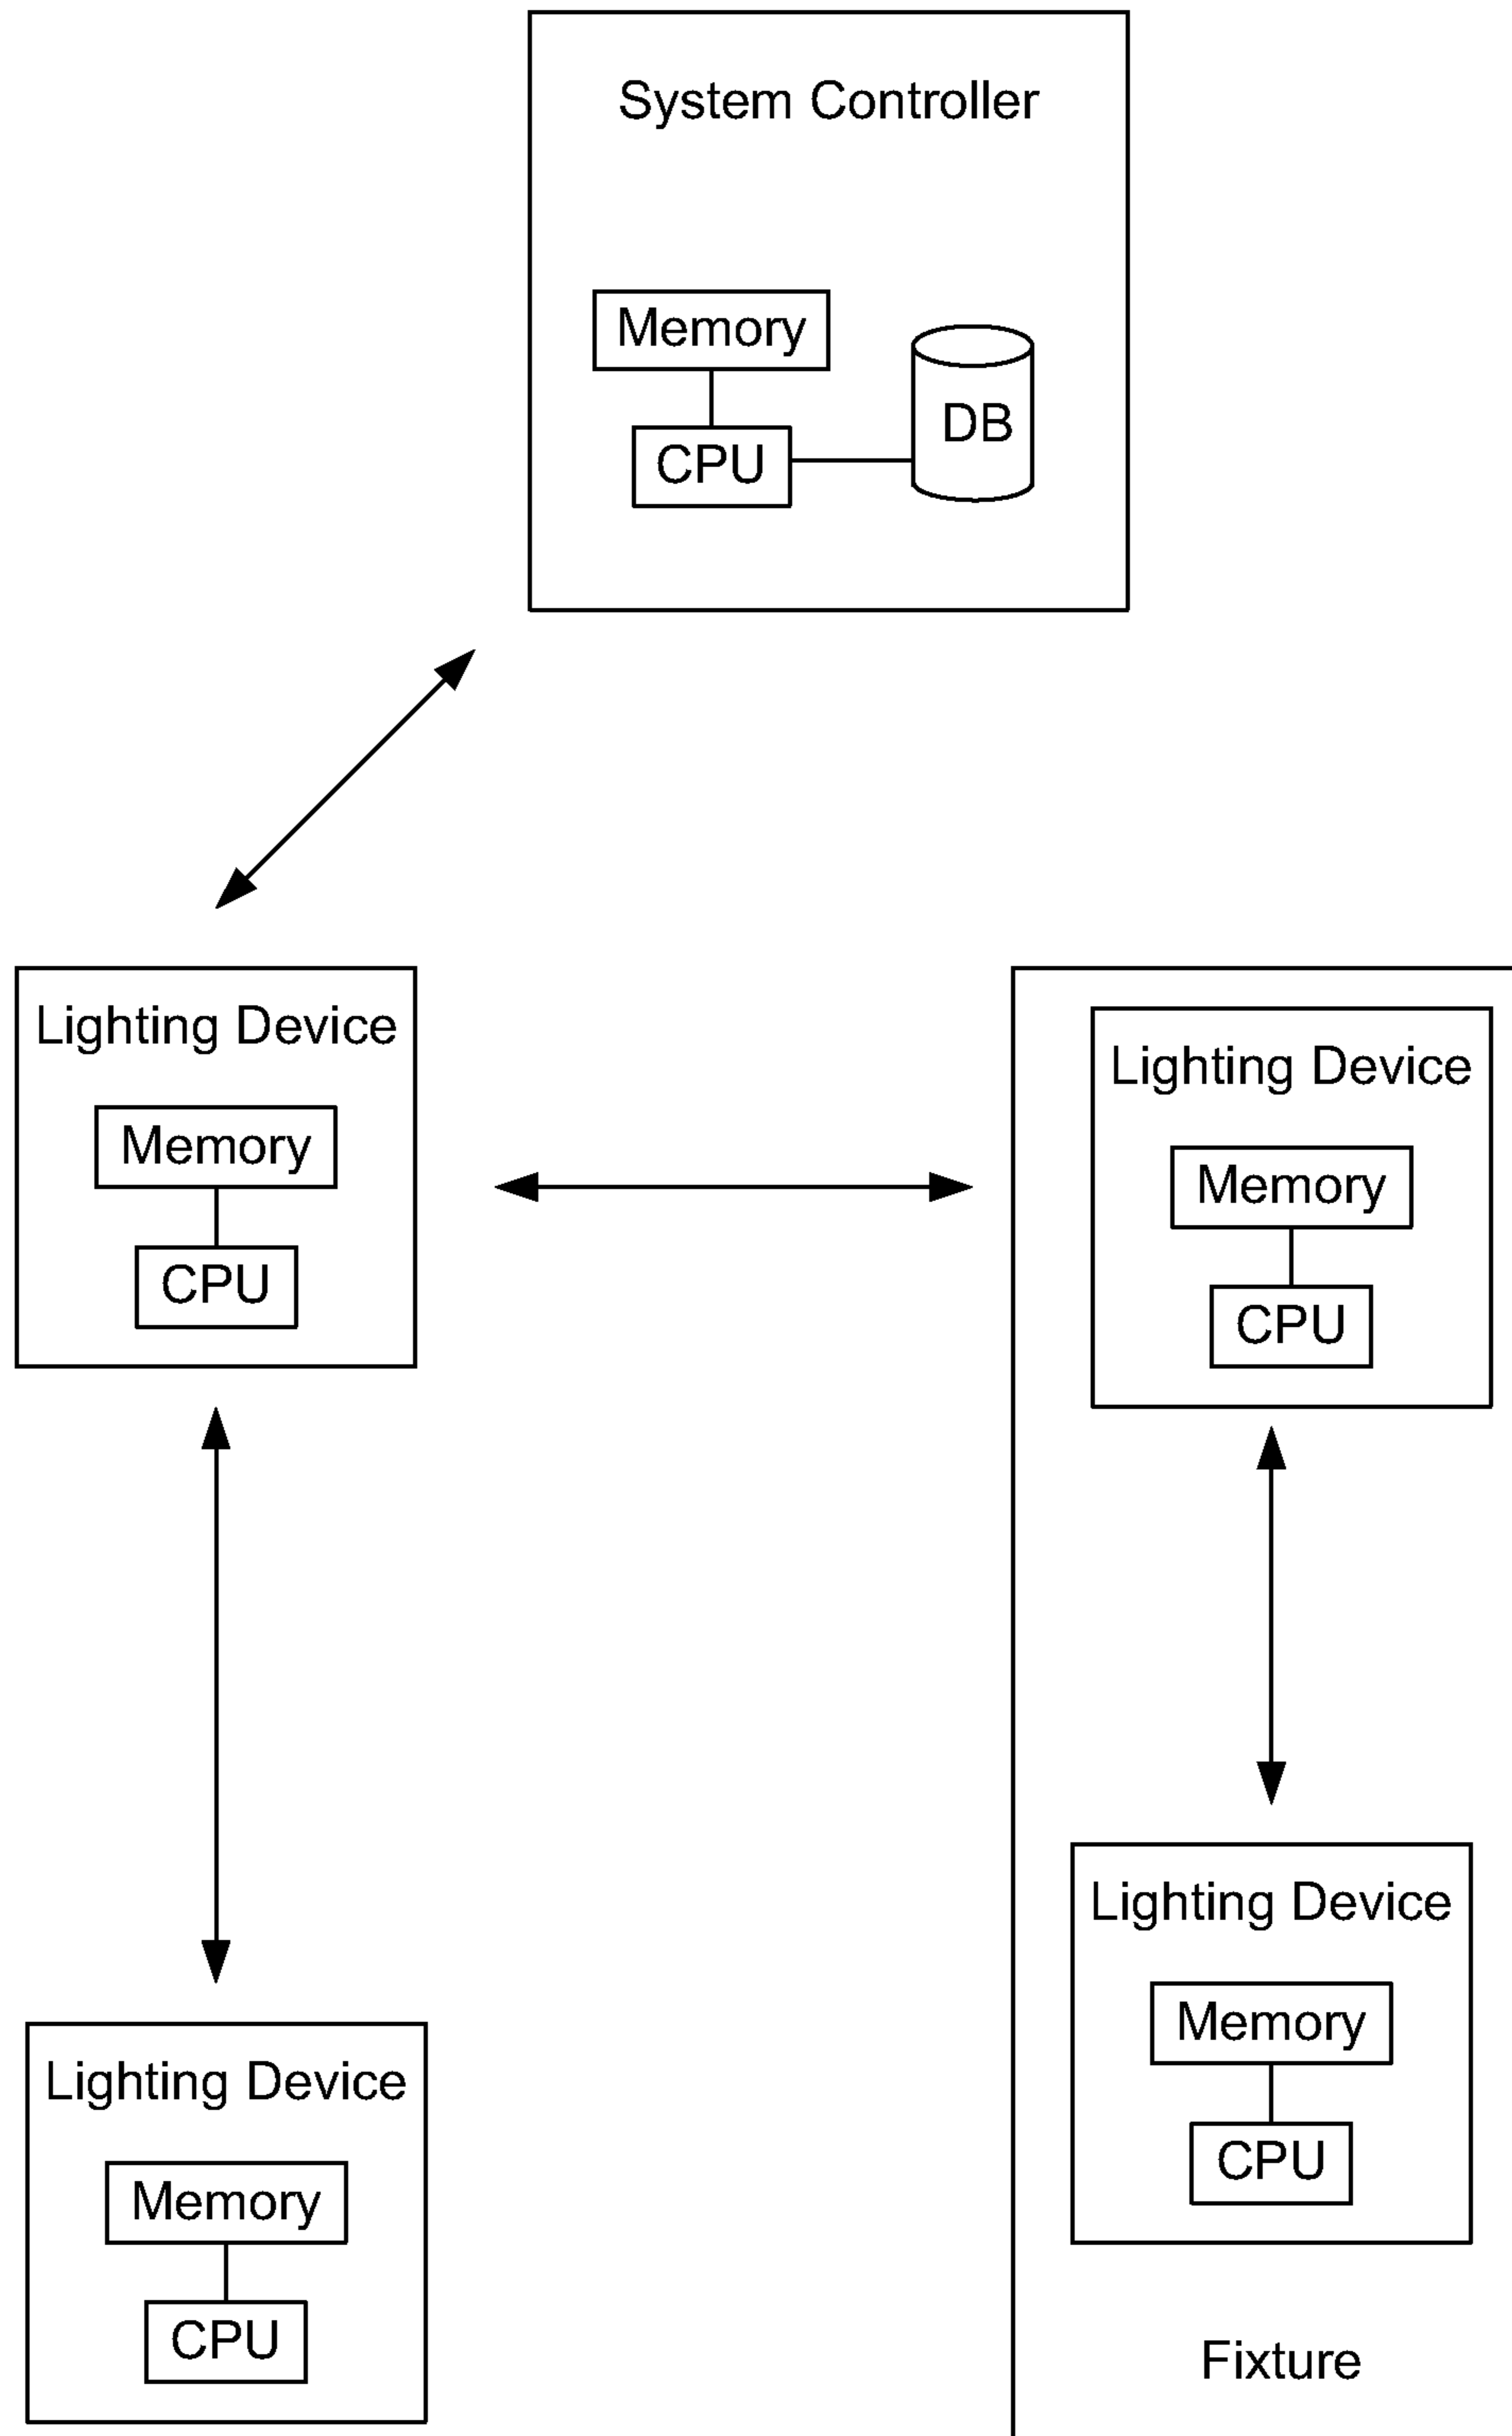 System Controller
Memory
DB
CPU
Lighting Device
Memory
CPU
Lighting Device
Memory
CPU
Lighting Device
Memory
CPU
Lighting Device
Memory
CPU
Fixture